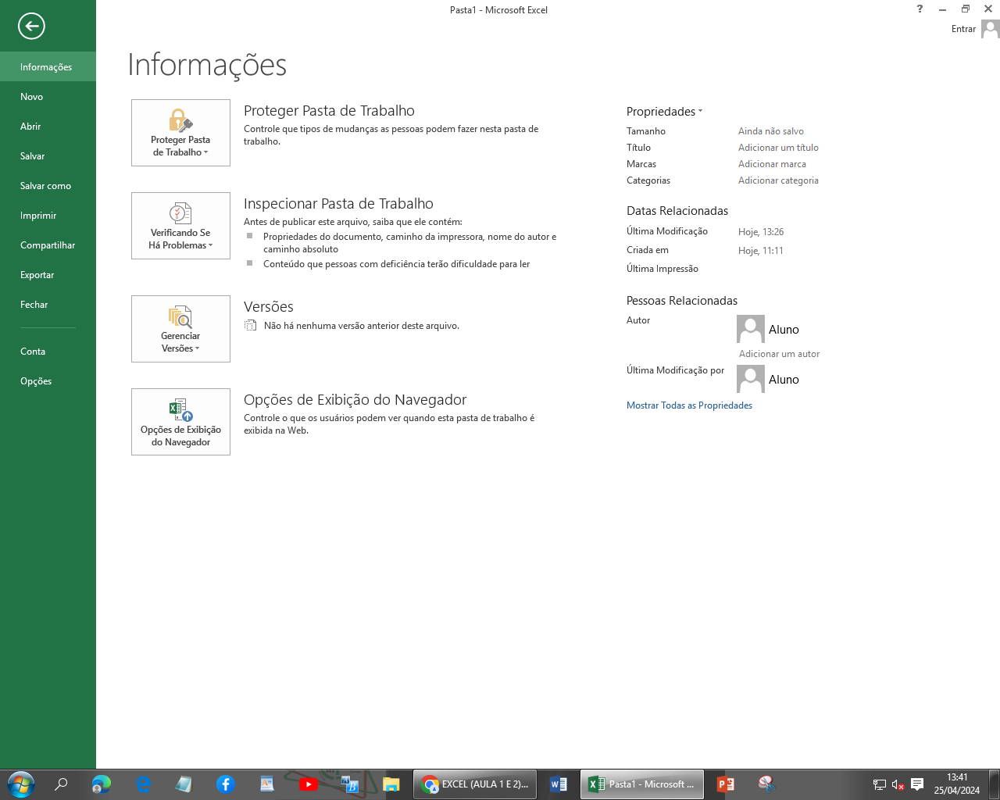 Pasta1 - Microsoft Excel
?
Entrar
Informações
Novo
Abrir
Salvar
Salvar como
Imprimir
Compartilhar
Exportar
Fechar
Conta
Opções
Informações
Proteger Pasta
de Trabalho
Proteger Pasta de Trabalho
Controle que tipos de mudanças as pessoas podem fazer nesta pasta de
trabalho.
Verificando Se
Há Problemas
Inspecionar Pasta de Trabalho
Antes de publicar este arquivo, saiba que ele contém:
Propriedades do documento, caminho da impressora, nome do autor e
caminho absoluto
Conteúdo que pessoas com deficiência terão dificuldade para ler
Gerenciar
Versões
Versões
Não há nenhuma versão anterior deste arquivo.
Opções de Exibição
do Navegador
Opções de Exibição do Navegador
Controle o que os usuários podem ver quando esta pasta de trabalho é
exibida na Web.
Propriedades
Tamanho Ainda não salvo
Título Adicionar um título
Marcas Adicionar marca
Categorias Adicionar categoria
Datas Relacionadas
Última Modificação Hoje, 13:26
Criada em Hoje, 11:11
Última Impressão
Pessoas Relacionadas
Autor Aluno
Adicionar um autor
Última Modificação por Aluno
Mostrar Todas as Propriedades
EXCEL (AULA 1 E 2)...
Pasta1 - Microsoft ...
13:41
25/04/2024